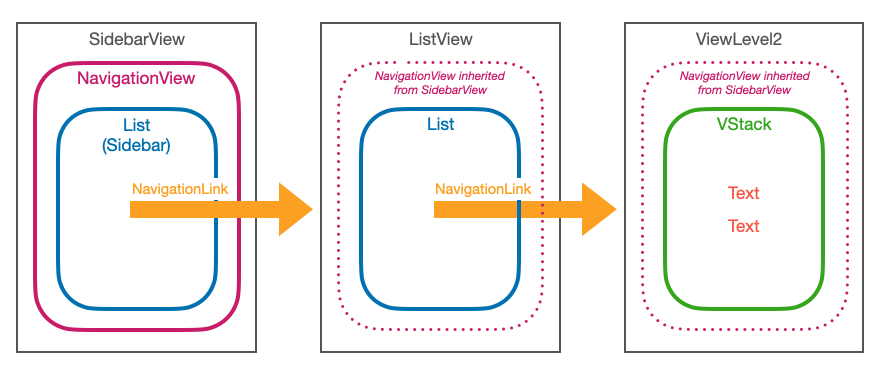 SidebarView
NavigationView
List
(Sidebar)
NavigationLink
ListView
NavigationView inherited
from SidebarView
List
NavigationLink
ViewLevel2
NavigationView inherited
from SidebarView
VStack
Text
Text